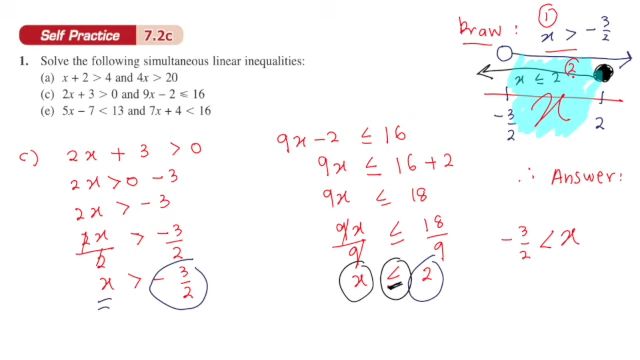 Self Practice 7.2c
1. Solve the following simultaneous linear inequalities:
(a) x + 2 > 4 and 4x > 20
(c) 2x + 3 > 0 and 9x − 2 ⩽ 16
(e) 5x − 7 < 13 and 7x + 4 < 16
Draw : ① x > -3/2
x ≤ 2 ②
x
-3/2 2
c) 2x + 3 > 0
2x > 0 - 3
2x > -3
2x/2 > -3/2
x > -3/2
9x - 2 ≤ 16
9x ≤ 16 + 2
9x ≤ 18
9x/9 ≤ 18/9
x ≤ 2
∴ Answer:
-3/2 < x